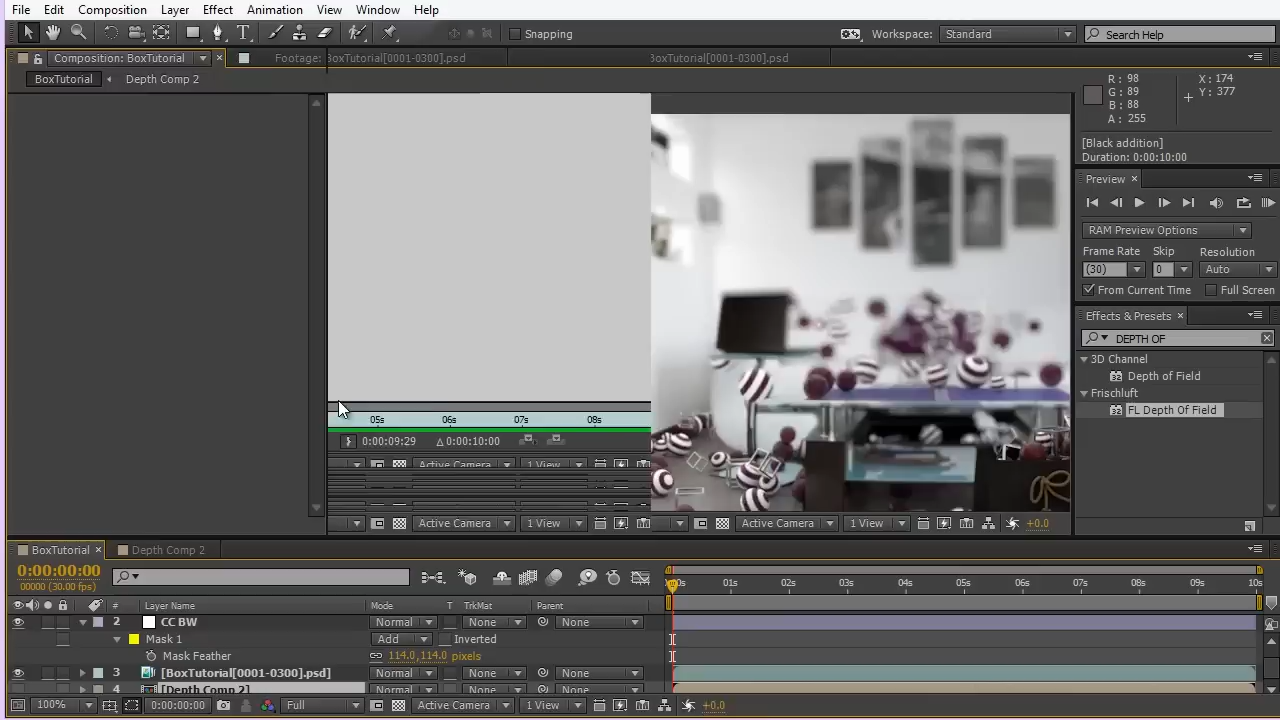 File Edit Composition Layer Effect Animation View Window Help
Snapping Workspace: Standard Search Help
Composition: BoxTutorial × Footage: BoxTutorial[0001-0300].psd BoxTutorial[0001-0300].psd
BoxTutorial Depth Comp 2
R: 98
G: 89
B: 88
A: 255
X: 174
Y: 377
[Black addition]
Duration: 0:00:10:00
Preview ×
RAM Preview Options
Frame Rate Skip Resolution
(30) 0 Auto
From Current Time Full Screen
Effects & Presets ×
DEPTH OF
3D Channel
Depth of Field
Frischluft
FL Depth Of Field
05s 06s 07s 08s
0:00:09:29 Δ 0:00:10:00
Active Camera 1 View
Active Camera 1 View Active Camera 1 View +0.0
BoxTutorial × Depth Comp 2
0:00:00:00
00000 (30.00 fps)
01s 02s 03s 04s 05s 06s 07s 08s 09s 10s
# Layer Name Mode T TrkMat Parent
2 CC BW Normal None None
Mask 1 Add Inverted
Mask Feather 114.0,114.0 pixels
3 [BoxTutorial[0001-0300].psd Normal None None
4 [Depth Comp 2] Normal None None
100% 0:00:00:00 Full Active Camera 1 View +0.0